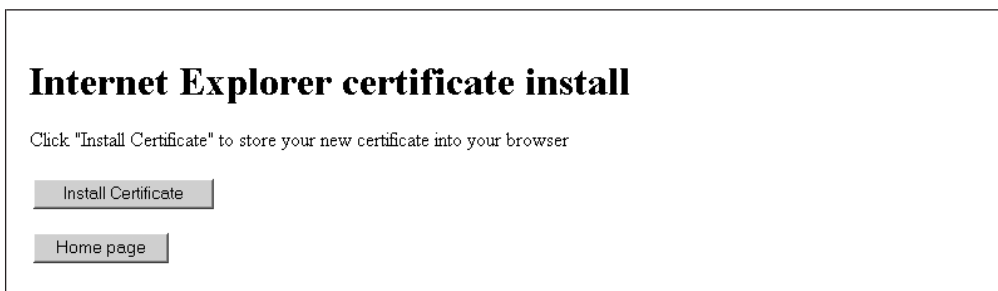 Internet Explorer certificate install
Click "Install Certificate" to store your new certificate into your browser
Install Certificate
Home page